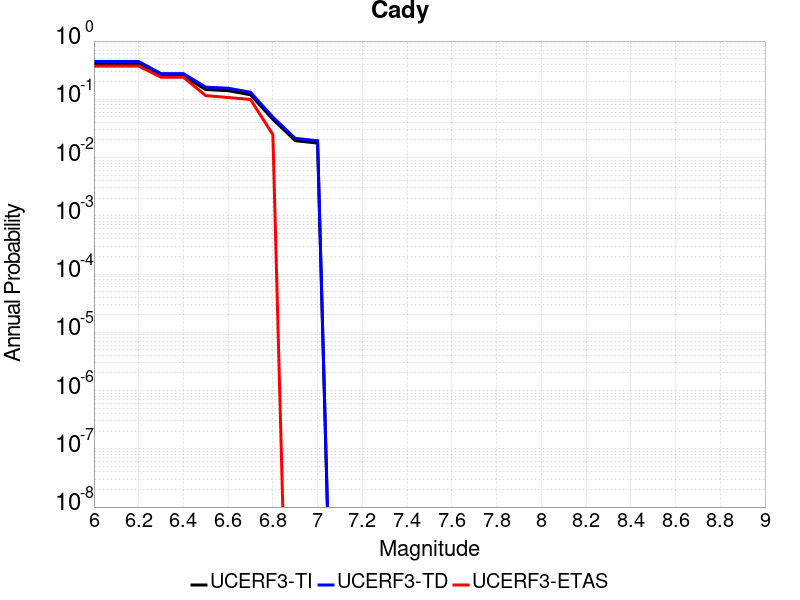 Cady
10^0
10^-1
10^-2
10^-3
10^-4
10^-5
10^-6
10^-7
10^-8
Annual Probability
6 6.2 6.4 6.6 6.8 7 7.2 7.4 7.6 7.8 8 8.2 8.4 8.6 8.8 9
Magnitude
UCERF3-TI UCERF3-TD UCERF3-ETAS